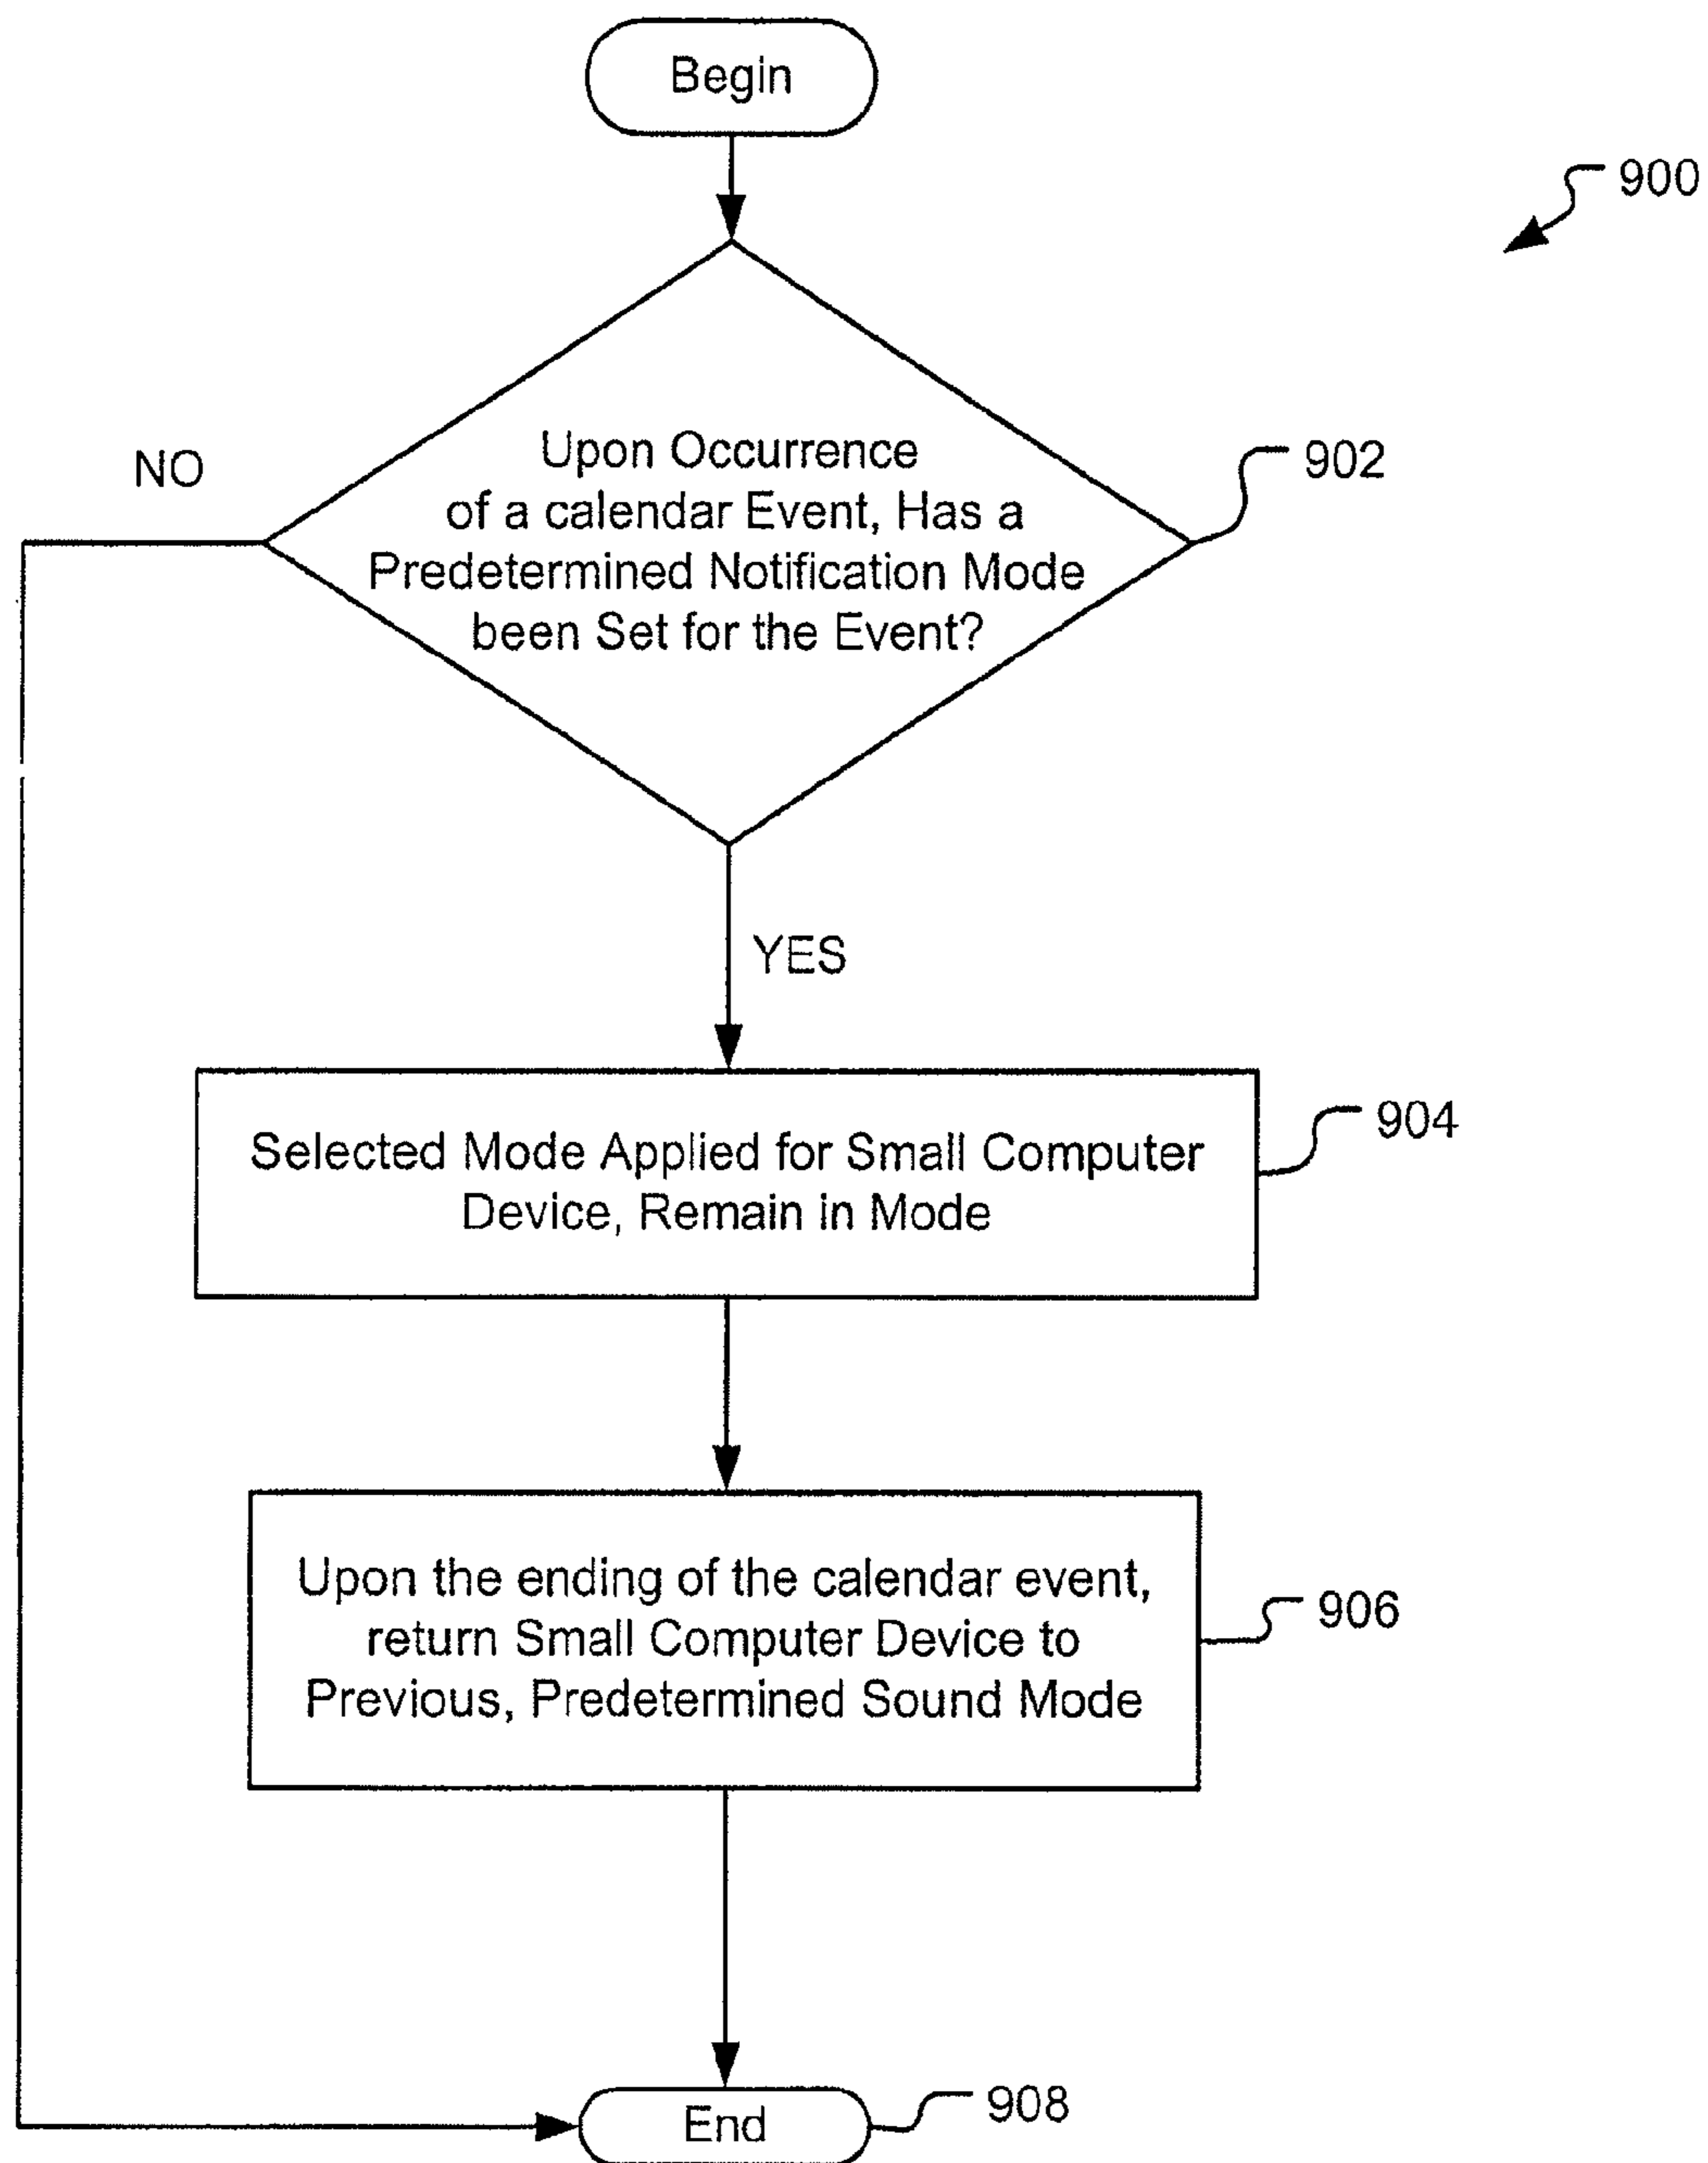 Begin
900
NO
Upon Occurrence
of a calendar Event, Has a
Predetermined Notification Mode
been Set for the Event?
902
YES
Selected Mode Applied for Small Computer
Device, Remain in Mode
904
Upon the ending of the calendar event,
return Small Computer Device to
Previous, Predetermined Sound Mode
906
End
908